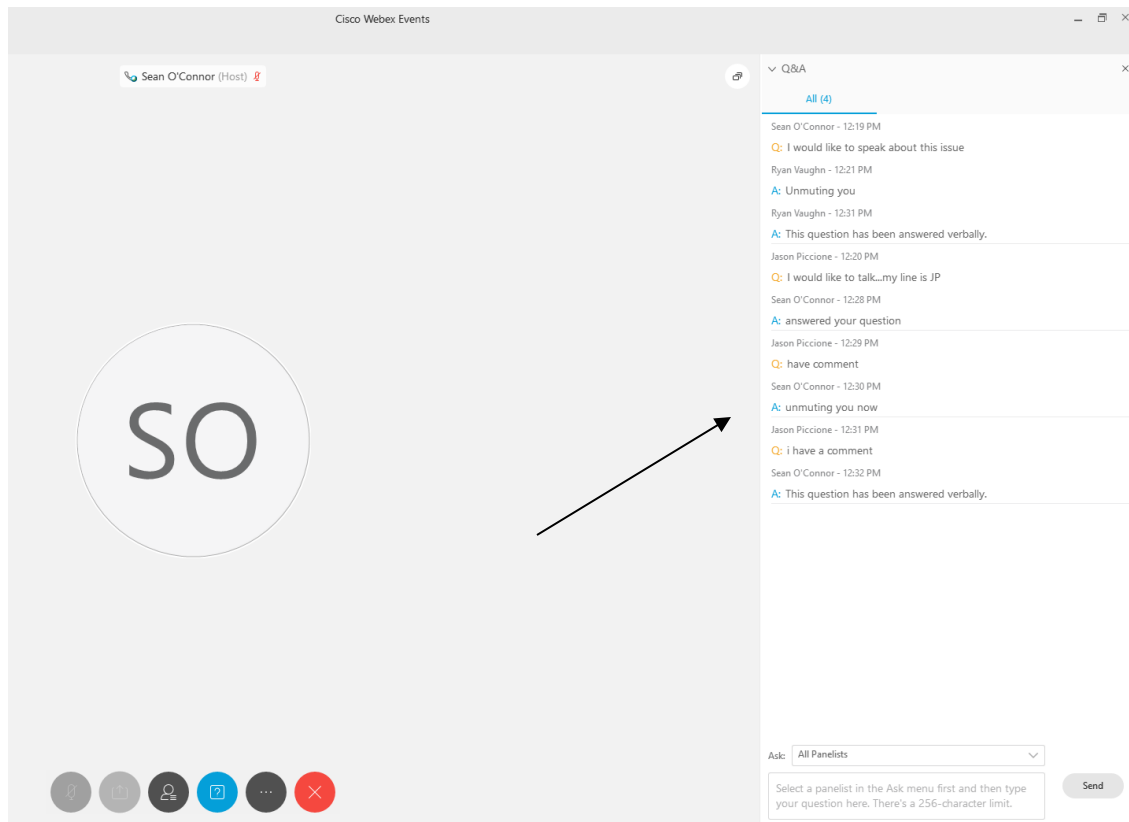 Cisco Webex Events
Sean O'Connor (Host)
Q&A
All (4)
Sean O'Connor - 12:19 PM
Q: I would like to speak about this issue
Ryan Vaughn - 12:21 PM
A: Unmuting you
Ryan Vaughn - 12:31 PM
A: This question has been answered verbally.
Jason Piccione - 12:20 PM
Q: I would like to talk...my line is JP
Sean O'Connor - 12:28 PM
A: answered your question
Jason Piccione - 12:29 PM
Q: have comment
Sean O'Connor - 12:30 PM
A: unmuting you now
Jason Piccione - 12:31 PM
Q: i have a comment
Sean O'Connor - 12:32 PM
A: This question has been answered verbally.
SO
Ask: All Panelists
Select a panelist in the Ask menu first and then type
your question here. There's a 256-character limit.
Send